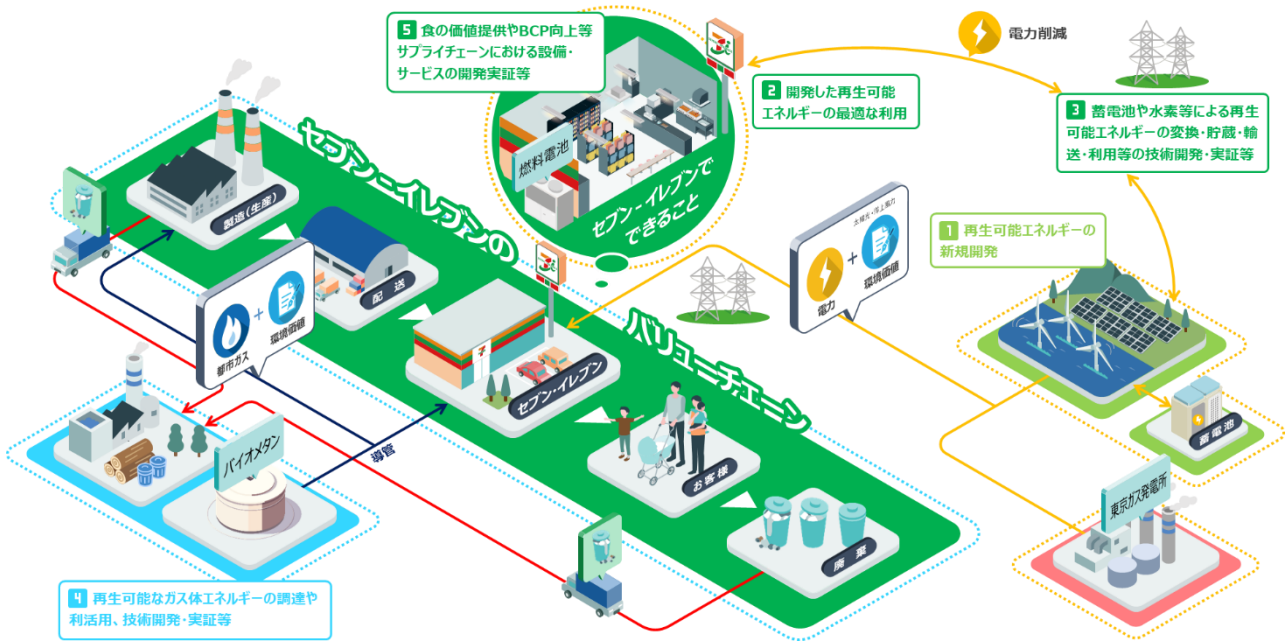 5 食の価値提供やBCP向上等
サプライチェーンにおける設備・
サービスの開発実証等
電力削減
2 開発した再生可能
エネルギーの最適な利用
3 蓄電池や水素等による再生
可能エネルギーの変換・貯蔵・輸
送・利用等の技術開発・実証等
燃料電池
セブン-イレブンで
できること
セブン-イレブンの
バリューチェーン
製造(生産)
配送
1 再生可能エネルギーの
新規開発
太陽光・洋上風力
電力
+
環境価値
都市ガス
+
環境価値
セブン-イレブン
お客様
廃棄
蓄電池
東京ガス発電所
バイオメタン
導管
4 再生可能なガス体エネルギーの調達や
利活用、技術開発・実証等